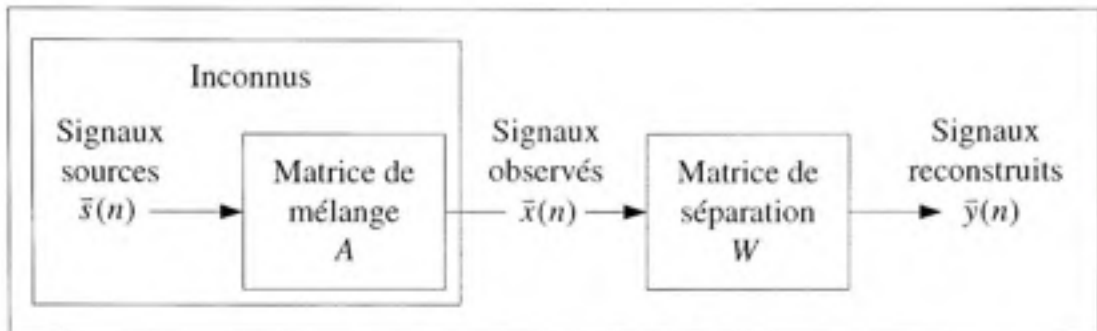 Inconnus
Signaux
sources
s̄(n)
Matrice de
mélange
A
Signaux
observés
x̄(n)
Matrice de
séparation
W
Signaux
reconstruits
ȳ(n)